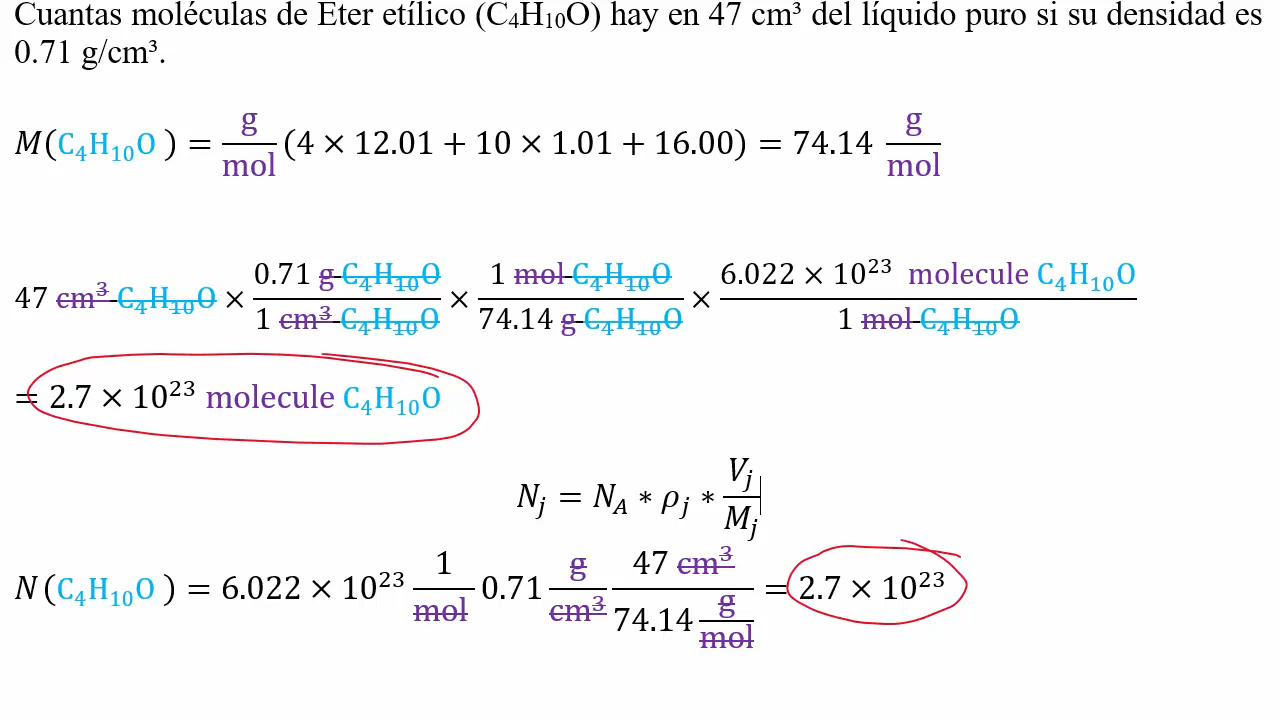 Cuantas moléculas de Eter etílico (C₄H₁₀O) hay en 47 cm³ del líquido puro si su densidad es
0.71 g/cm³.
M(C₄H₁₀O ) = g/mol (4 × 12.01 + 10 × 1.01 + 16.00) = 74.14 g/mol
47 cm³ C₄H₁₀O × 0.71 g C₄H₁₀O / 1 cm³ C₄H₁₀O × 1 mol C₄H₁₀O / 74.14 g C₄H₁₀O × 6.022 × 10²³ molecule C₄H₁₀O / 1 mol C₄H₁₀O
= 2.7 × 10²³ molecule C₄H₁₀O
Nⱼ = N_A * ρⱼ * Vⱼ/Mⱼ
N(C₄H₁₀O ) = 6.022 × 10²³ 1/mol 0.71 g/cm³ 47 cm³ / 74.14 g/mol = 2.7 × 10²³